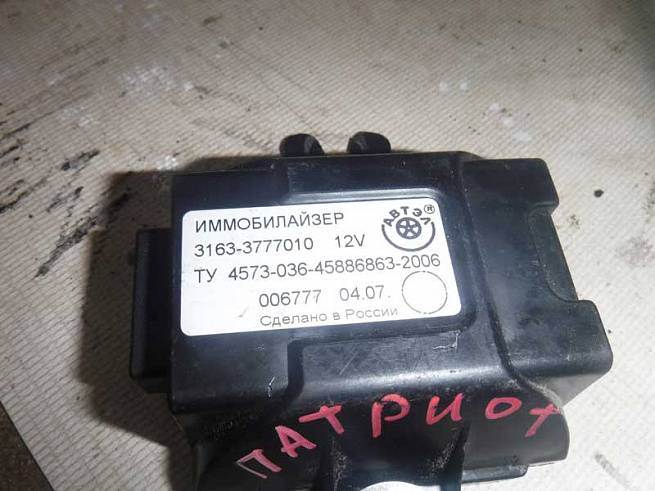 ИММОБИЛАЙЗЕР
АВТЭЛ®
3163-3777010 12V
ТУ 4573-036-45886863-2006
006777 04.07.
Сделано в России
ПАТРИОТ